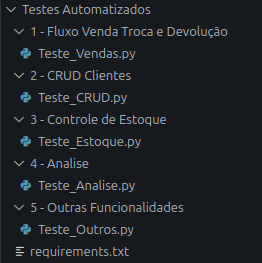 Testes Automatizados
1 - Fluxo Venda Troca e Devolução
Teste_Vendas.py
2 - CRUD Clientes
Teste_CRUD.py
3 - Controle de Estoque
Teste_Estoque.py
4 - Analise
Teste_Analise.py
5 - Outras Funcionalidades
Teste_Outros.py
requirements.txt